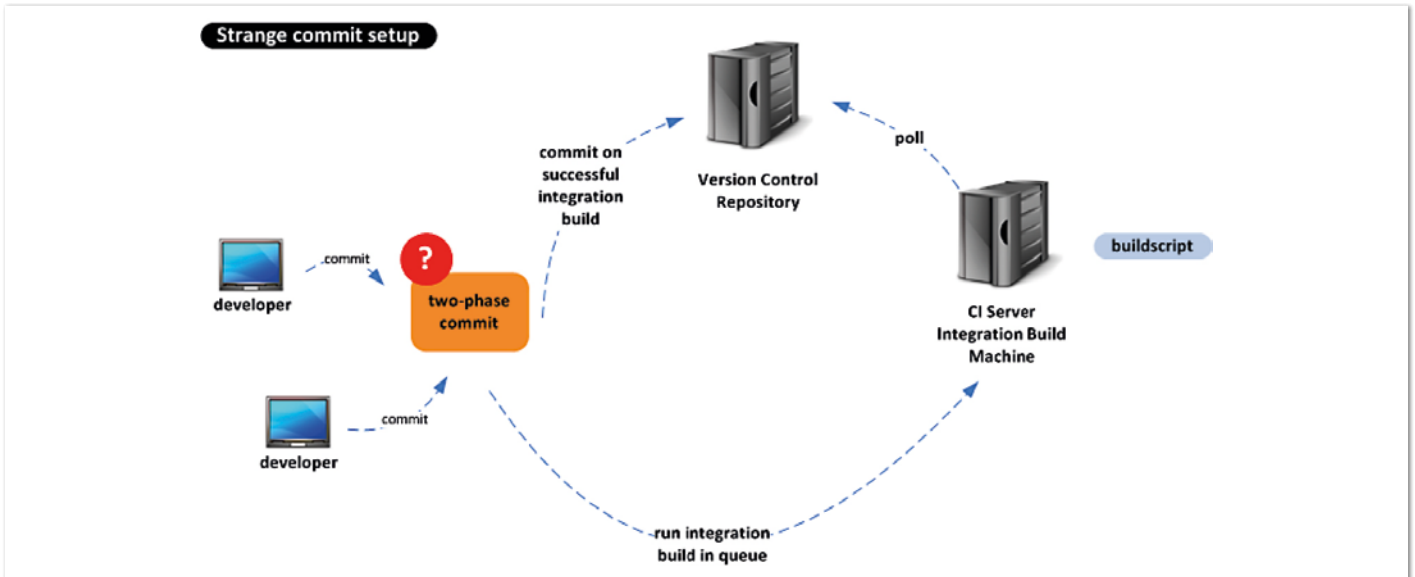 Strange commit setup
commit on
successful
integration
build
poll
Version Control
Repository
buildscript
commit
developer
?
two-phase
commit
CI Server
Integration Build
Machine
commit
developer
run integration
build in queue